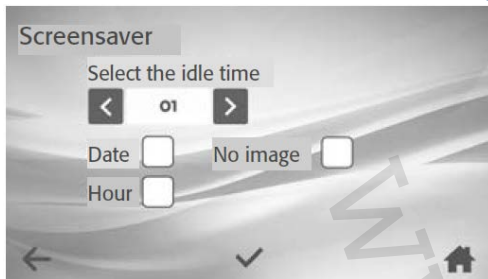 Screensaver
Select the idle time
01
Date No image
Hour
W